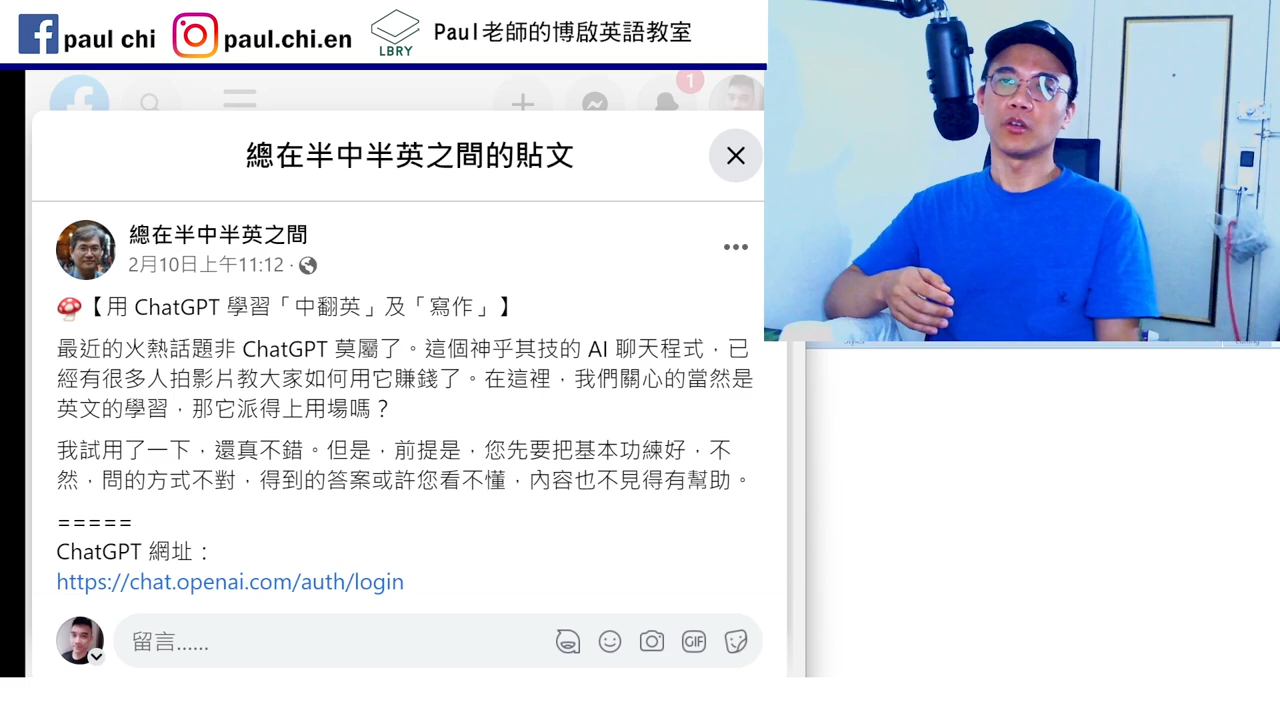 paul chi
paul.chi.en
LBRY
Paul老師的博啟英語教室
1
總在半中半英之間的貼文
總在半中半英之間
2月10日上午11:12
🍄【用 ChatGPT 學習「中翻英」及「寫作」】
最近的火熱話題非 ChatGPT 莫屬了。這個神乎其技的 AI 聊天程式，已
經有很多人拍影片教大家如何用它賺錢了。在這裡，我們關心的當然是
英文的學習，那它派得上用場嗎？
我試用了一下，還真不錯。但是，前提是，您先要把基本功練好，不
然，問的方式不對，得到的答案或許您看不懂，內容也不見得有幫助。
=====
ChatGPT 網址：
https://chat.openai.com/auth/login
留言......
GIF